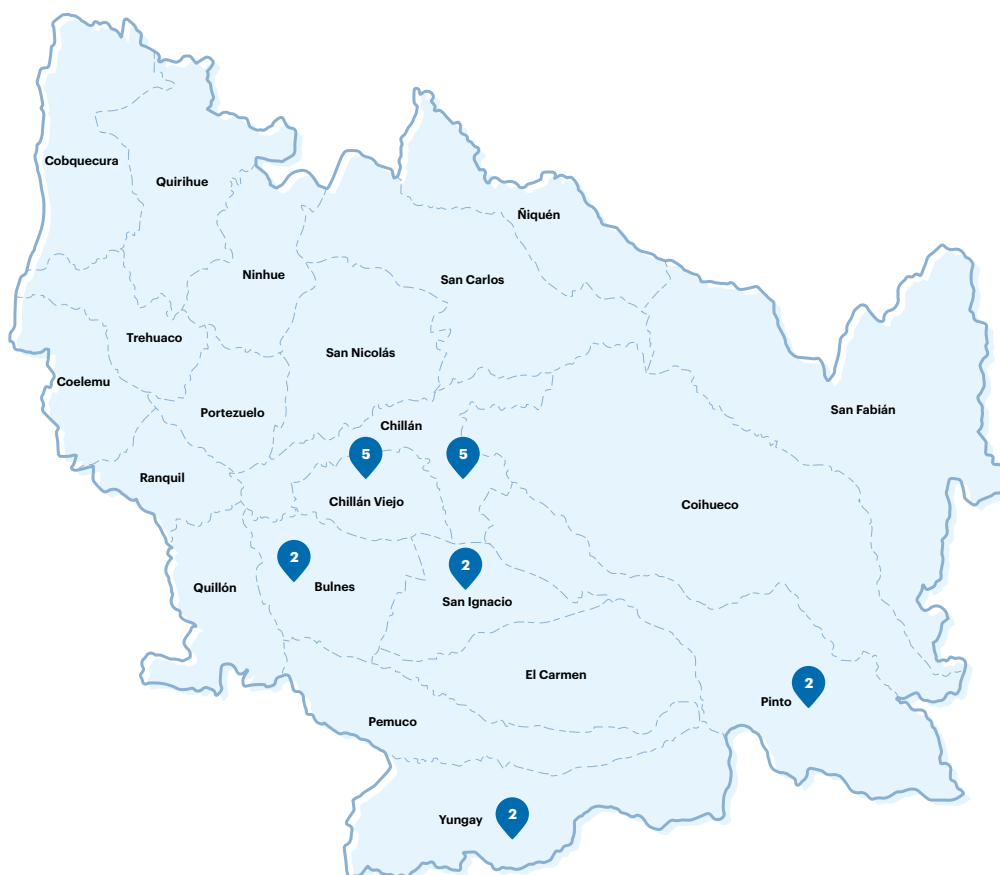 Cobquecura
Quirihue
Ñiquén
Ninhue
San Carlos
Trehuaco
San Nicolás
Coelemu
San Fabián
Portezuelo
Chillán
5
5
Ranquil
Chillán Viejo
Coihueco
2
2
Quillón
Bulnes
San Ignacio
El Carmen
2
Pinto
Pemuco
2
Yungay